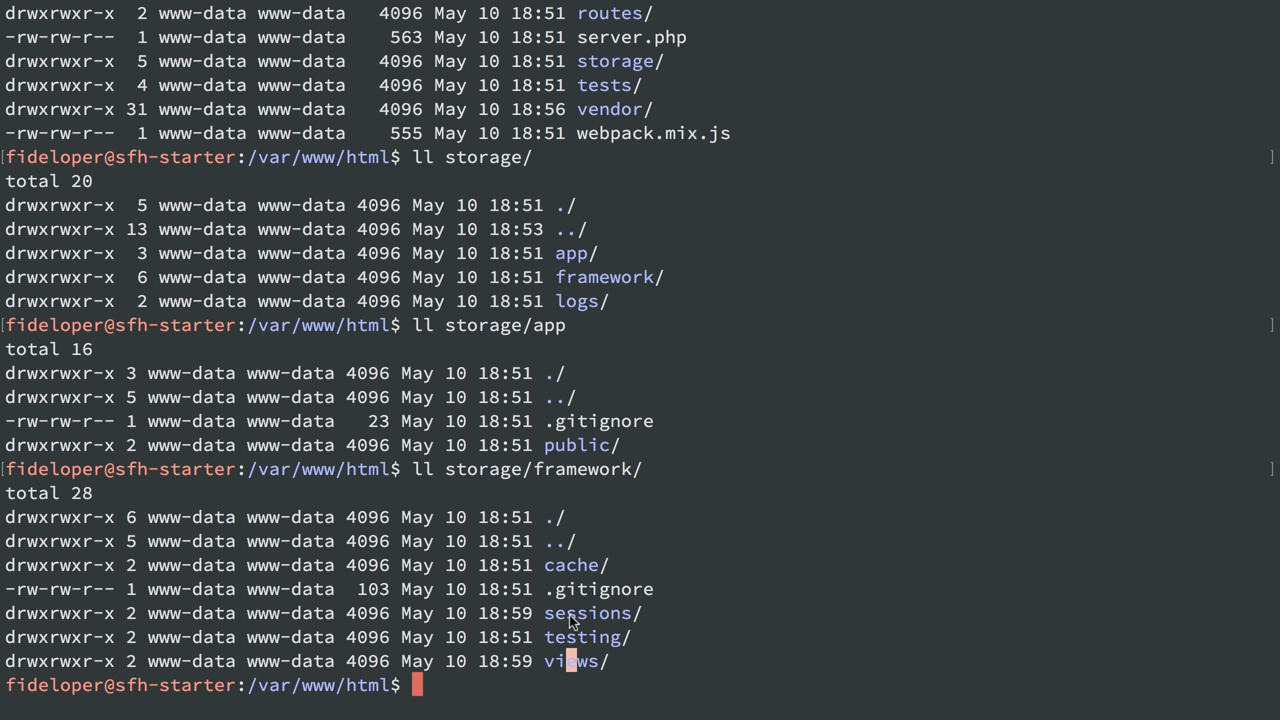 drwxrwxr-x  2 www-data www-data   4096 May 10 18:51 routes/
-rw-rw-r--  1 www-data www-data    563 May 10 18:51 server.php
drwxrwxr-x  5 www-data www-data   4096 May 10 18:51 storage/
drwxrwxr-x  4 www-data www-data   4096 May 10 18:51 tests/
drwxrwxr-x 31 www-data www-data   4096 May 10 18:56 vendor/
-rw-rw-r--  1 www-data www-data    555 May 10 18:51 webpack.mix.js
[fideloper@sfh-starter:/var/www/html$ ll storage/ ]
total 20
drwxrwxr-x  5 www-data www-data 4096 May 10 18:51 ./
drwxrwxr-x 13 www-data www-data 4096 May 10 18:53 ../
drwxrwxr-x  3 www-data www-data 4096 May 10 18:51 app/
drwxrwxr-x  6 www-data www-data 4096 May 10 18:51 framework/
drwxrwxr-x  2 www-data www-data 4096 May 10 18:51 logs/
[fideloper@sfh-starter:/var/www/html$ ll storage/app ]
total 16
drwxrwxr-x 3 www-data www-data 4096 May 10 18:51 ./
drwxrwxr-x 5 www-data www-data 4096 May 10 18:51 ../
-rw-rw-r-- 1 www-data www-data   23 May 10 18:51 .gitignore
drwxrwxr-x 2 www-data www-data 4096 May 10 18:51 public/
[fideloper@sfh-starter:/var/www/html$ ll storage/framework/ ]
total 28
drwxrwxr-x 6 www-data www-data 4096 May 10 18:51 ./
drwxrwxr-x 5 www-data www-data 4096 May 10 18:51 ../
drwxrwxr-x 2 www-data www-data 4096 May 10 18:51 cache/
-rw-rw-r-- 1 www-data www-data  103 May 10 18:51 .gitignore
drwxrwxr-x 2 www-data www-data 4096 May 10 18:59 sessions/
drwxrwxr-x 2 www-data www-data 4096 May 10 18:51 testing/
drwxrwxr-x 2 www-data www-data 4096 May 10 18:59 views/
fideloper@sfh-starter:/var/www/html$